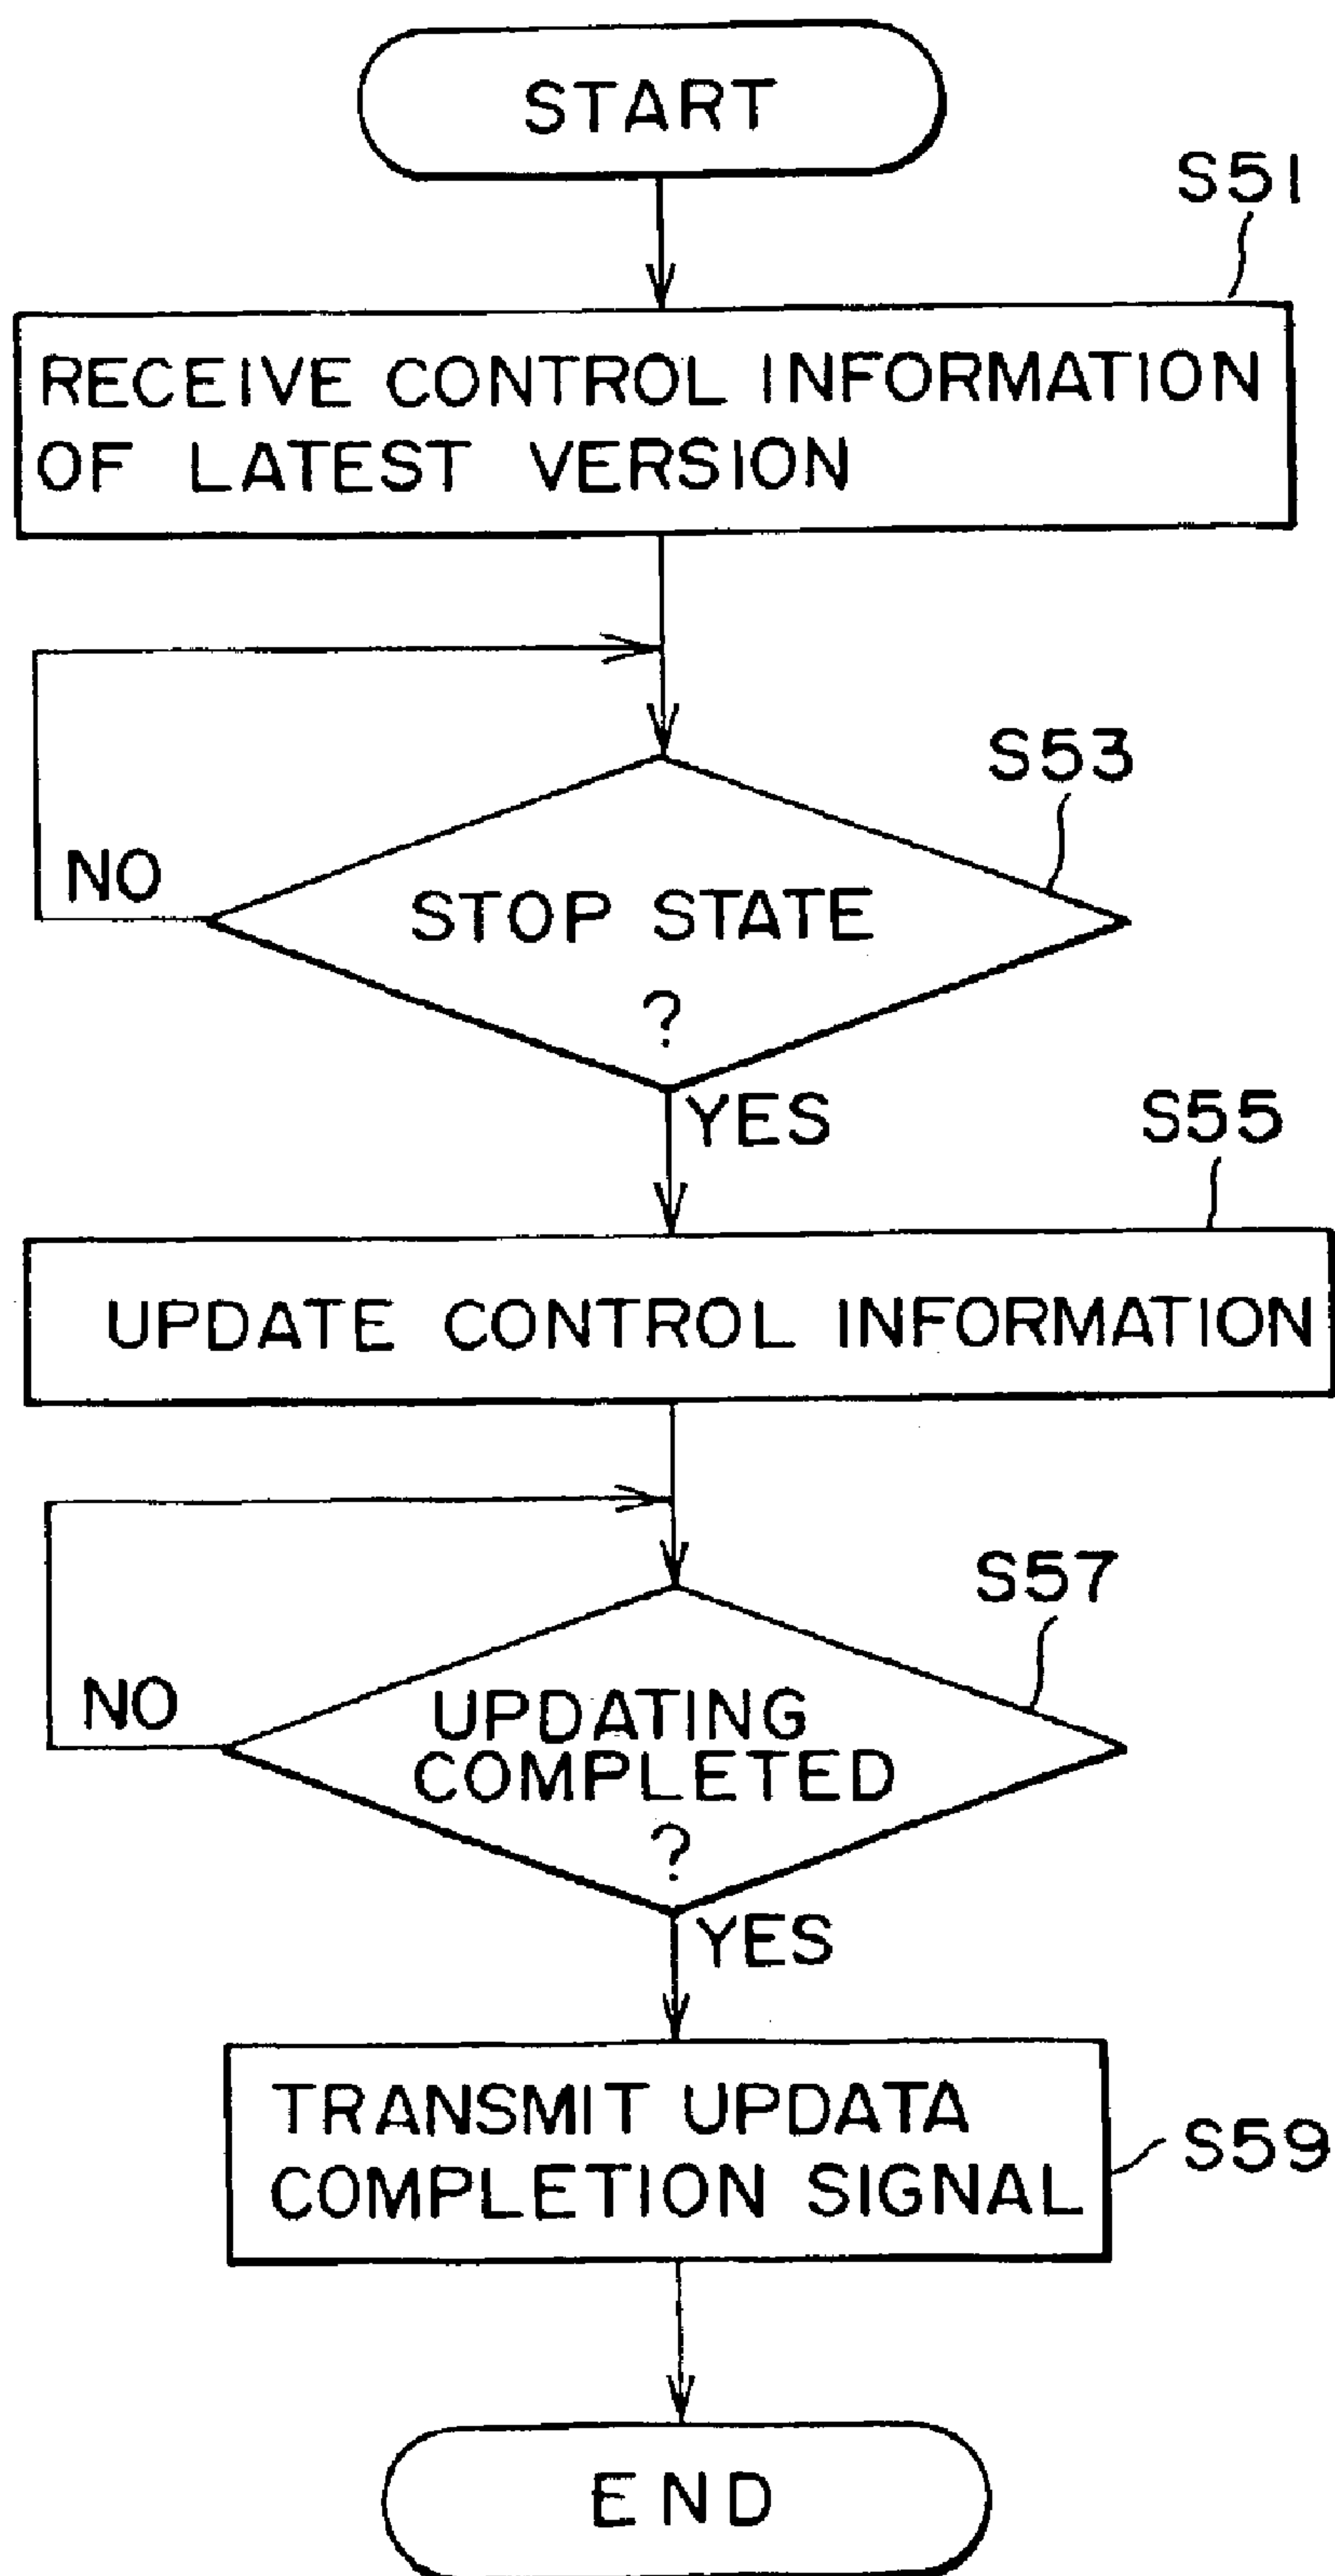 START
S51
RECEIVE CONTROL INFORMATION
OF LATEST VERSION
S53
NO
STOP STATE
?
YES
S55
UPDATE CONTROL INFORMATION
S57
NO
UPDATING
COMPLETED
?
YES
TRANSMIT UPDATA
COMPLETION SIGNAL
S59
END